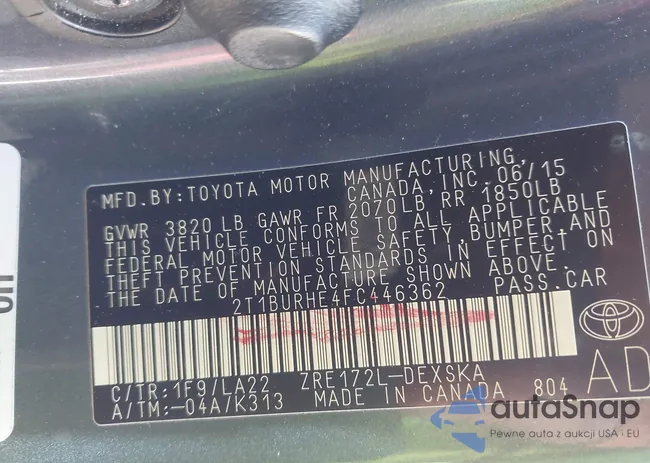 MFD. BY: TOYOTA MOTOR MANUFACTURING,
CANADA, INC. 06/15
GVWR 3820 LB GAWR FR 2070LB, RR 1850LB
THIS VEHICLE CONFORMS TO ALL APPLICABLE
FEDERAL MOTOR VEHICLE SAFETY, BUMPER, AND
THEFT PREVENTION STANDARDS IN EFFECT ON
THE DATE OF MANUFACTURE SHOWN ABOVE.
2T1BURHE4FC446362 PASS. CAR
C/TR:1F9/LA22 ZRE172L-DEXSKA AD
A/TM:-04A/K313 MADE IN CANADA 804
autaSnap
Pewne auta z aukcji USA i EU